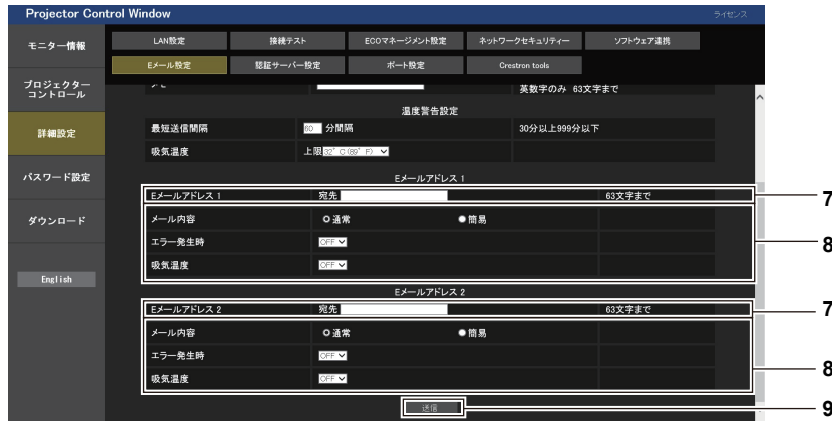 Projector Control Window
ライセンス
モニター情報
プロジェクター
コントロール
詳細設定
パスワード設定
ダウンロード
English
LAN設定 接続テスト ECOマネージメント設定 ネットワークセキュリティー ソフトウェア連携
Eメール設定 認証サーバー設定 ポート設定 Crestron tools
メモ 英数字のみ 63文字まで
温度警告設定
最短送信間隔 60 分間隔 30分以上999分以下
吸気温度 上限 32°C(89°F)
Eメールアドレス 1
Eメールアドレス 1 宛先 63文字まで 7
メール内容 通常 簡易
エラー発生時 OFF 8
吸気温度 OFF
Eメールアドレス 2
Eメールアドレス 2 宛先 63文字まで 7
メール内容 通常 簡易
エラー発生時 OFF
吸気温度 OFF 8
送信 9